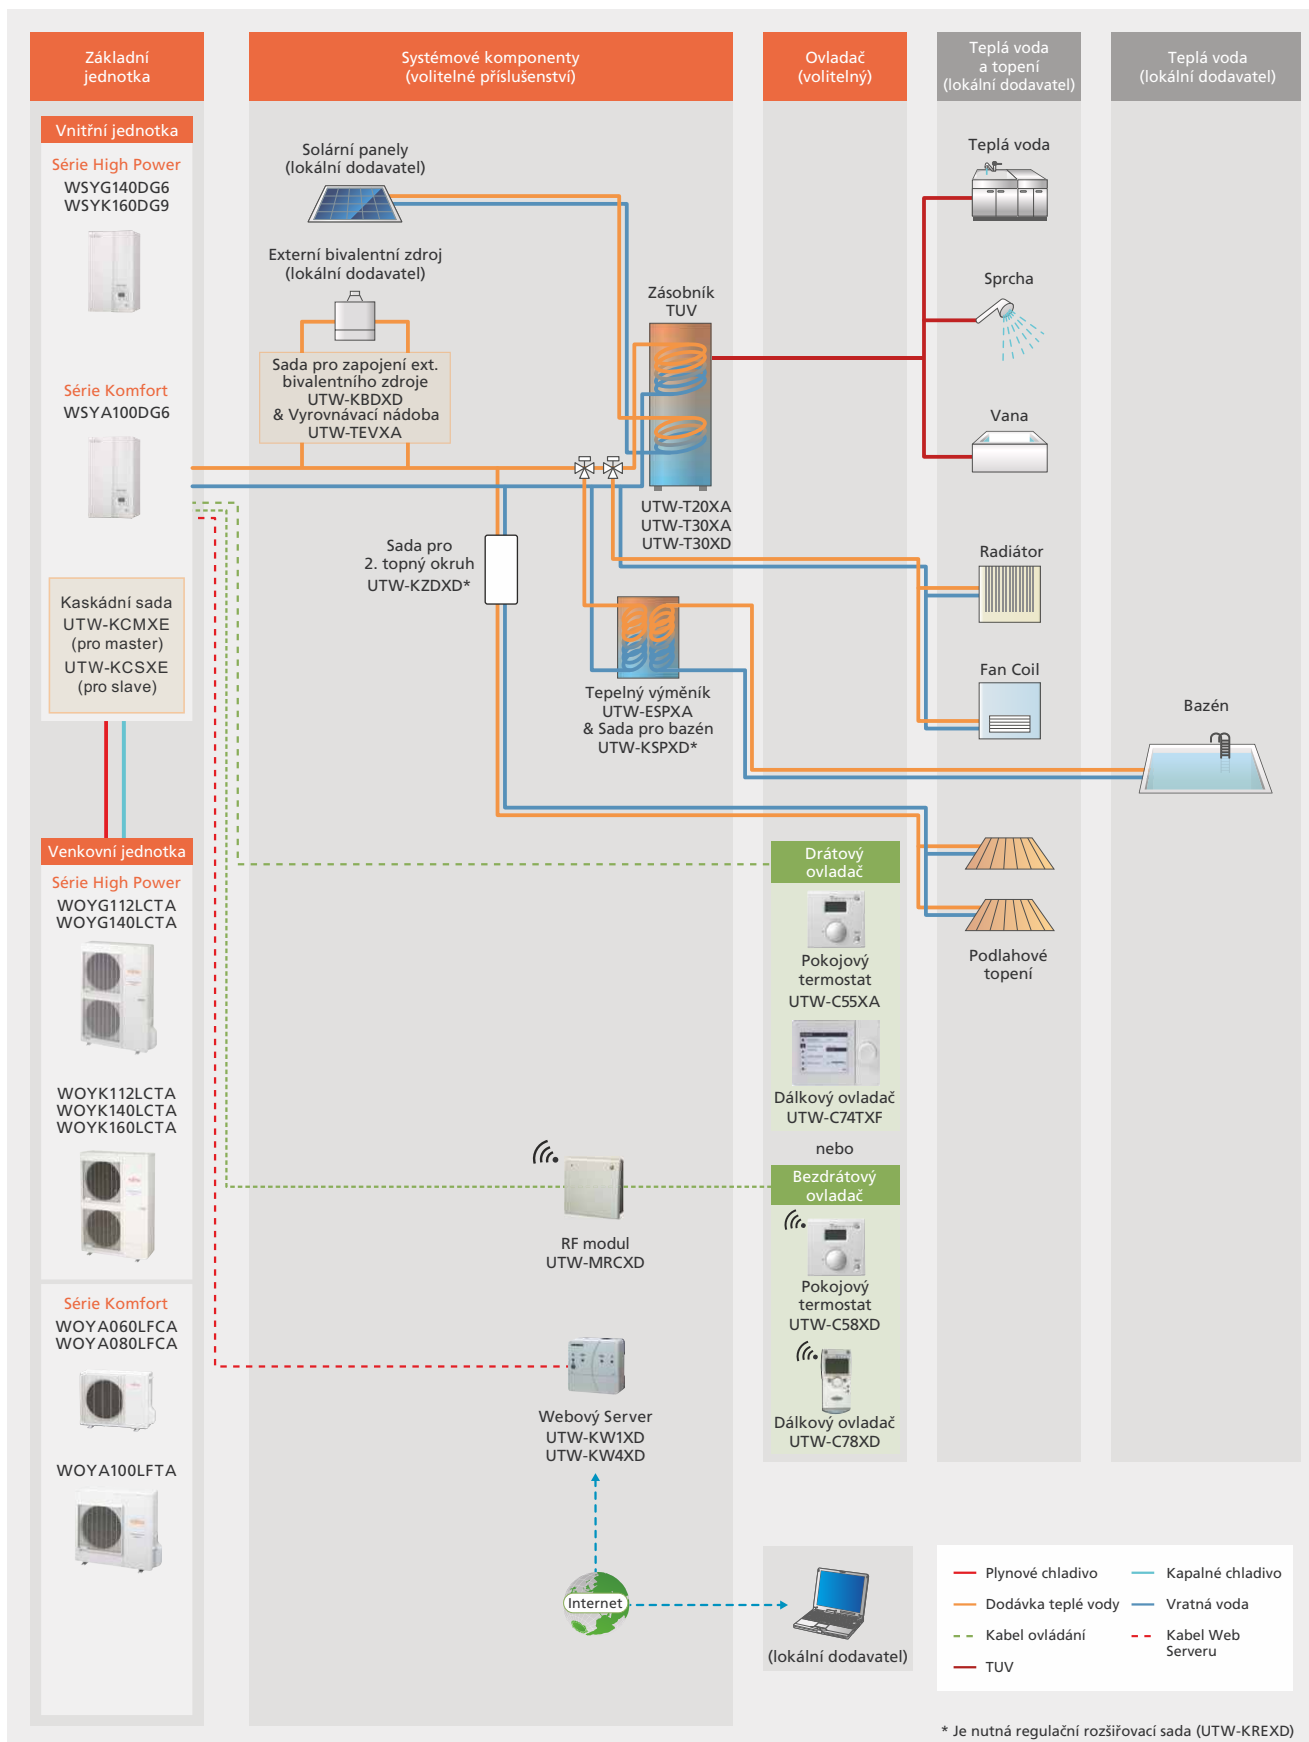 Základní
jednotka
Systémové komponenty
(volitelné příslušenství)
Ovladač
(volitelný)
Teplá voda
a topení
(lokální dodavatel)
Teplá voda
(lokální dodavatel)
Vnitřní jednotka
Série High Power
WSYG140DG6
WSYK160DG9
Série Komfort
WSYA100DG6
Kaskádní sada
UTW-KCMXE
(pro master)
UTW-KCSXE
(pro slave)
Venkovní jednotka
Série High Power
WOYG112LCTA
WOYG140LCTA
WOYK112LCTA
WOYK140LCTA
WOYK160LCTA
Série Komfort
WOYA060LFCA
WOYA080LFCA
WOYA100LFTA
Solární panely
(lokální dodavatel)
Externí bivalentní zdroj
(lokální dodavatel)
Sada pro zapojení ext.
bivalentního zdroje
UTW-KBDXD
& Vyrovnávací nádoba
UTW-TEVXA
Zásobník
TUV
UTW-T20XA
UTW-T30XA
UTW-T30XD
Sada pro
2. topný okruh
UTW-KZDXD*
Tepelný výměník
UTW-ESPXA
& Sada pro bazén
UTW-KSPXD*
RF modul
UTW-MRCXD
Webový Server
UTW-KW1XD
UTW-KW4XD
Internet
Drátový
ovladač
Pokojový
termostat
UTW-C55XA
Dálkový ovladač
UTW-C74TXF
nebo
Bezdrátový
ovladač
Pokojový
termostat
UTW-C58XD
Dálkový ovladač
UTW-C78XD
(lokální dodavatel)
Teplá voda
Sprcha
Vana
Radiátor
Fan Coil
Podlahové
topení
Bazén
Plynové chladivo
Kapalné chladivo
Dodávka teplé vody
Vratná voda
Kabel ovládání
Kabel Web
Serveru
TUV
* Je nutná regulační rozšiřovací sada (UTW-KREXD)